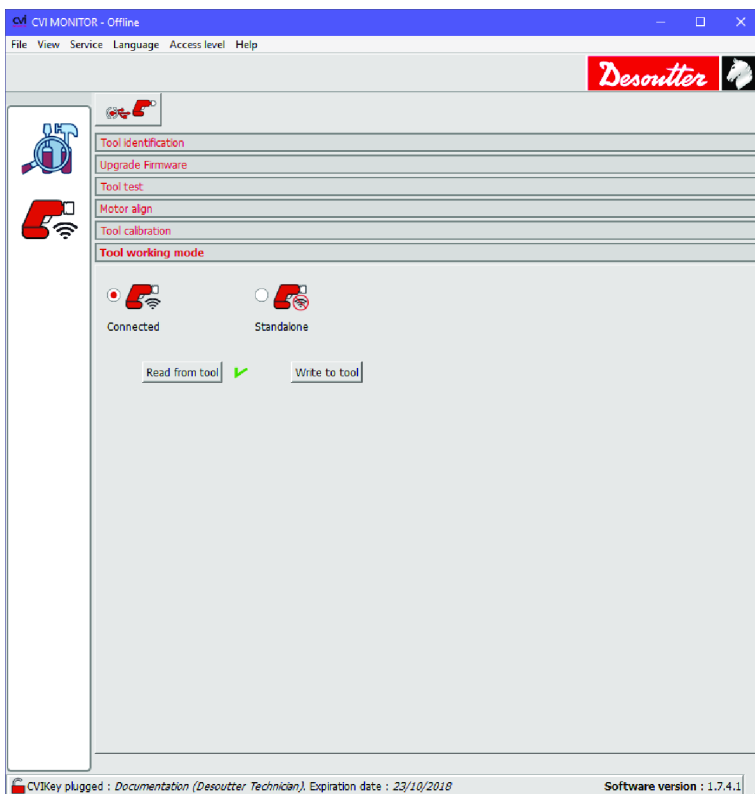 cvi CVI MONITOR - Offline
File View Service Language Access level Help
Desoutter
Tool identification
Upgrade Firmware
Tool test
Motor align
Tool calibration
Tool working mode
Connected Standalone
Read from tool Write to tool
CVIKey plugged : Documentation (Desoutter Technician). Expiration date : 23/10/2018 Software version : 1.7.4.1